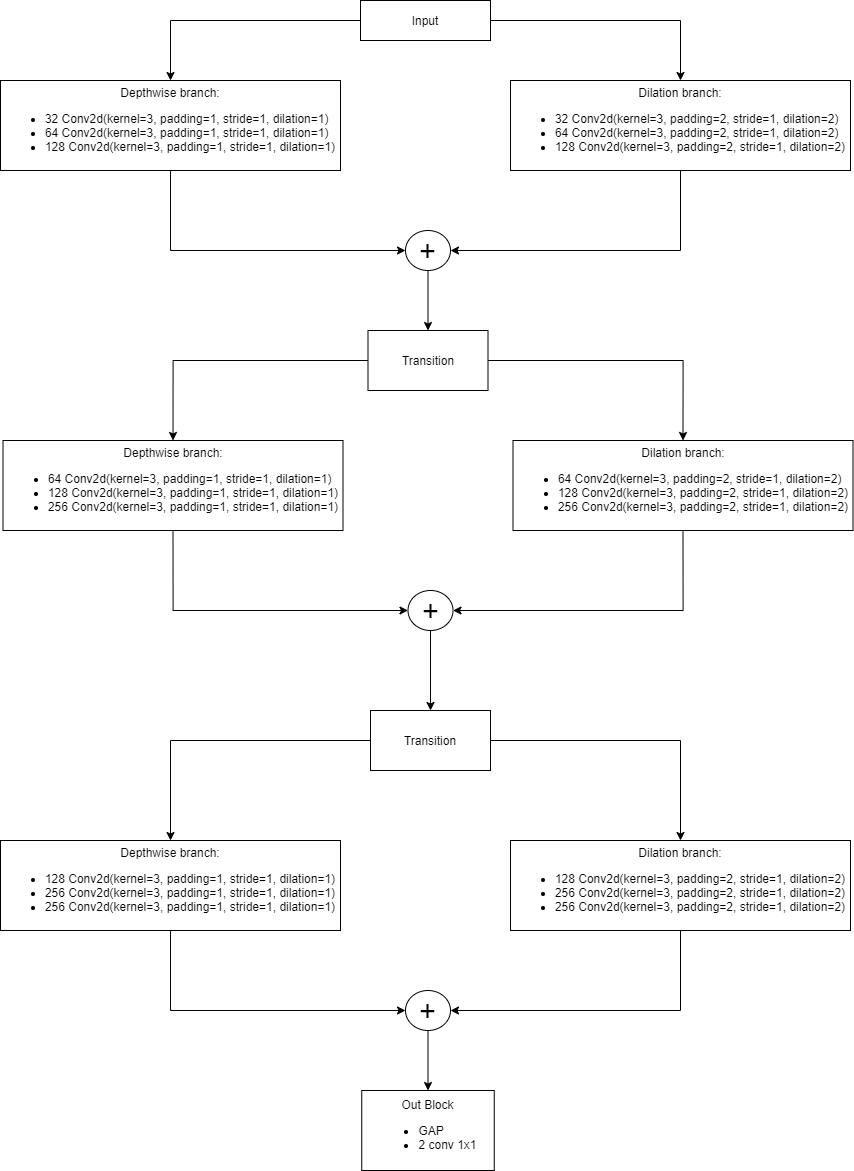 Input
Depthwise branch:
• 32 Conv2d(kernel=3, padding=1, stride=1, dilation=1)
• 64 Conv2d(kernel=3, padding=1, stride=1, dilation=1)
• 128 Conv2d(kernel=3, padding=1, stride=1, dilation=1)
Dilation branch:
• 32 Conv2d(kernel=3, padding=2, stride=1, dilation=2)
• 64 Conv2d(kernel=3, padding=2, stride=1, dilation=2)
• 128 Conv2d(kernel=3, padding=2, stride=1, dilation=2)
+
Transition
Depthwise branch:
• 64 Conv2d(kernel=3, padding=1, stride=1, dilation=1)
• 128 Conv2d(kernel=3, padding=1, stride=1, dilation=1)
• 256 Conv2d(kernel=3, padding=1, stride=1, dilation=1)
Dilation branch:
• 64 Conv2d(kernel=3, padding=2, stride=1, dilation=2)
• 128 Conv2d(kernel=3, padding=2, stride=1, dilation=2)
• 256 Conv2d(kernel=3, padding=2, stride=1, dilation=2)
+
Transition
Depthwise branch:
• 128 Conv2d(kernel=3, padding=1, stride=1, dilation=1)
• 256 Conv2d(kernel=3, padding=1, stride=1, dilation=1)
• 256 Conv2d(kernel=3, padding=1, stride=1, dilation=1)
Dilation branch:
• 128 Conv2d(kernel=3, padding=2, stride=1, dilation=2)
• 256 Conv2d(kernel=3, padding=2, stride=1, dilation=2)
• 256 Conv2d(kernel=3, padding=2, stride=1, dilation=2)
+
Out Block
• GAP
• 2 conv 1x1